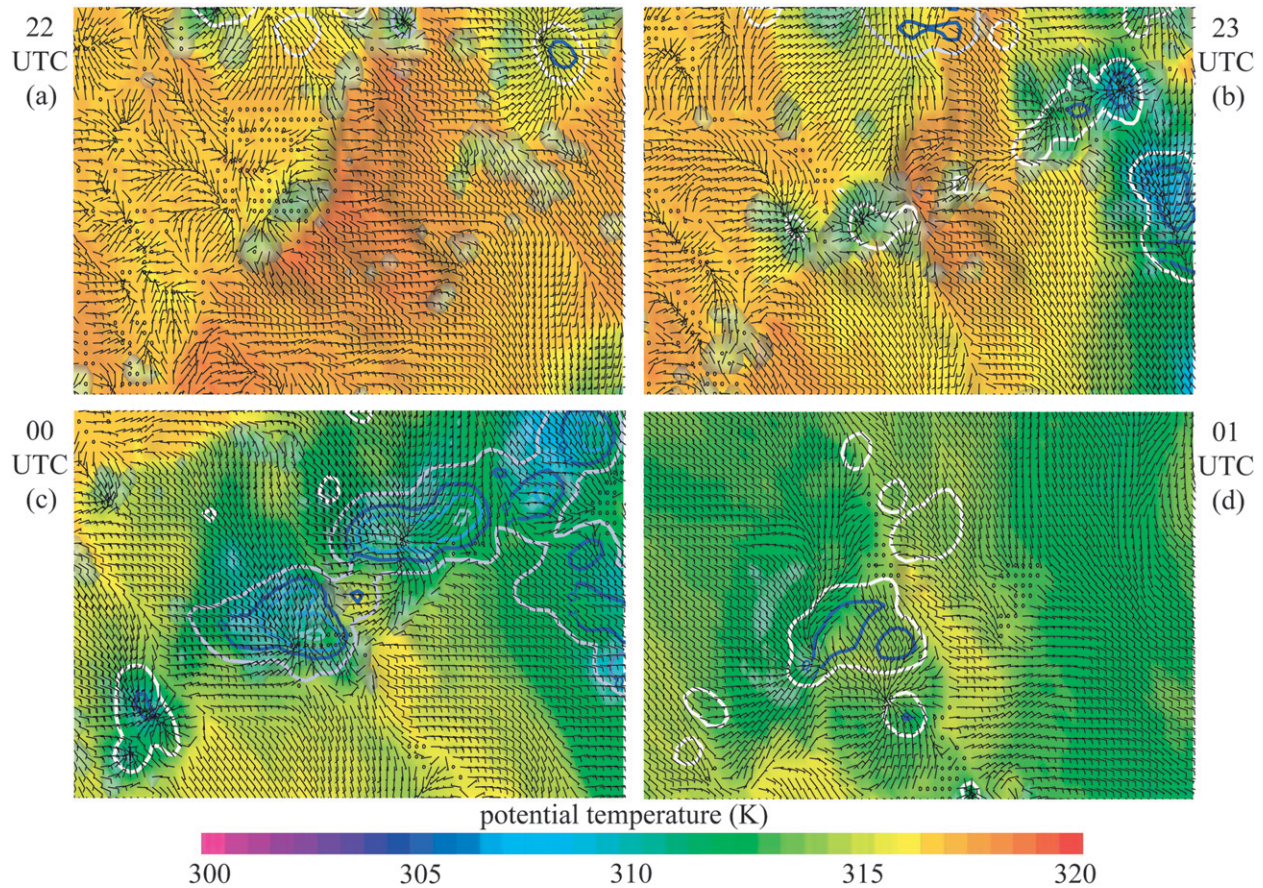 22
UTC
(a)
23
UTC
(b)
00
UTC
(c)
01
UTC
(d)
potential temperature (K)
300 305 310 315 320